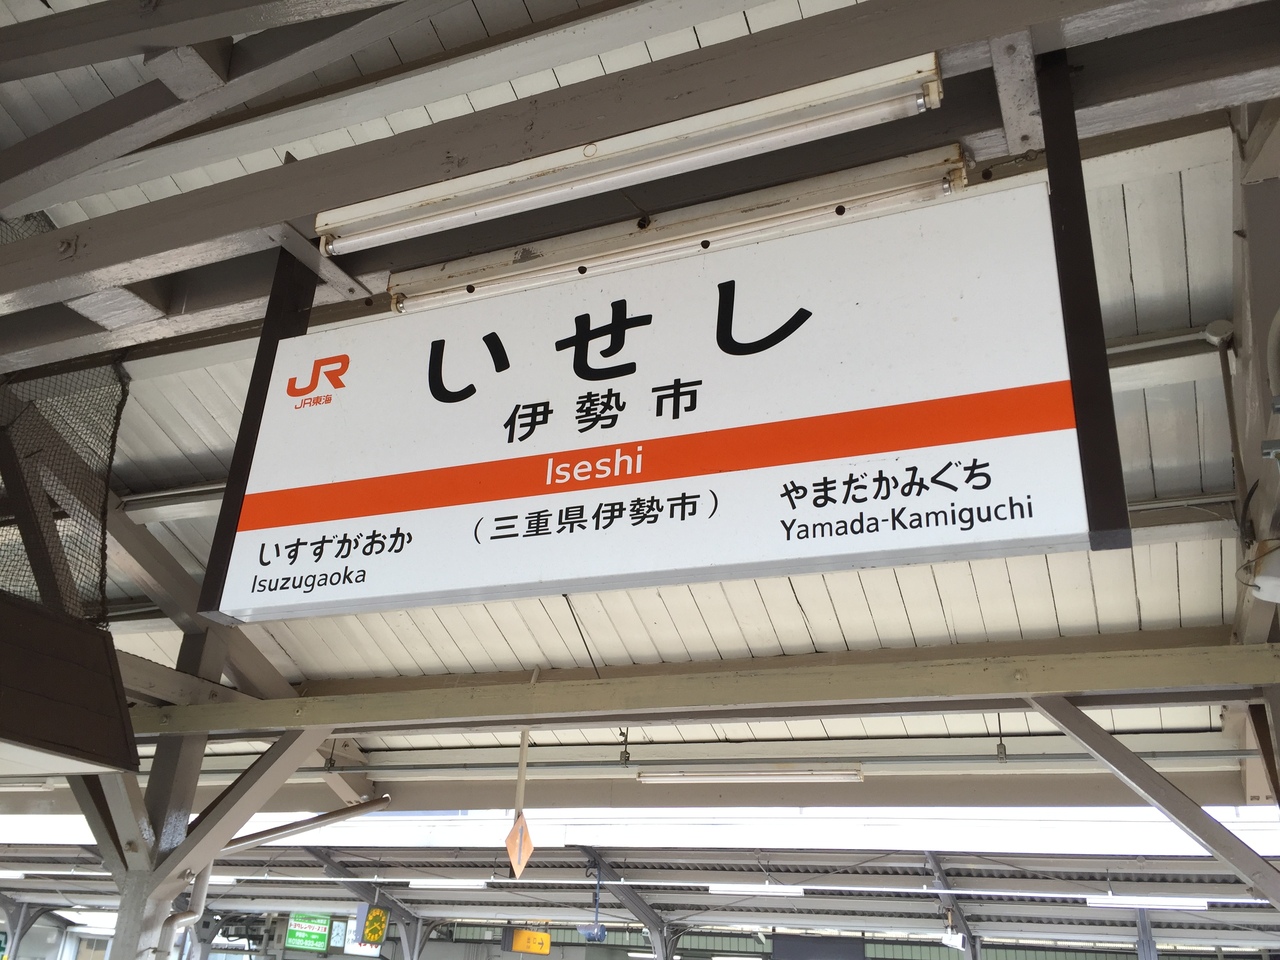 JR
JR東海
いせし
伊勢市
Iseshi
いすずがおか
Isuzugaoka
（三重県伊勢市）
やまだかみぐち
Yamada-Kamiguchi